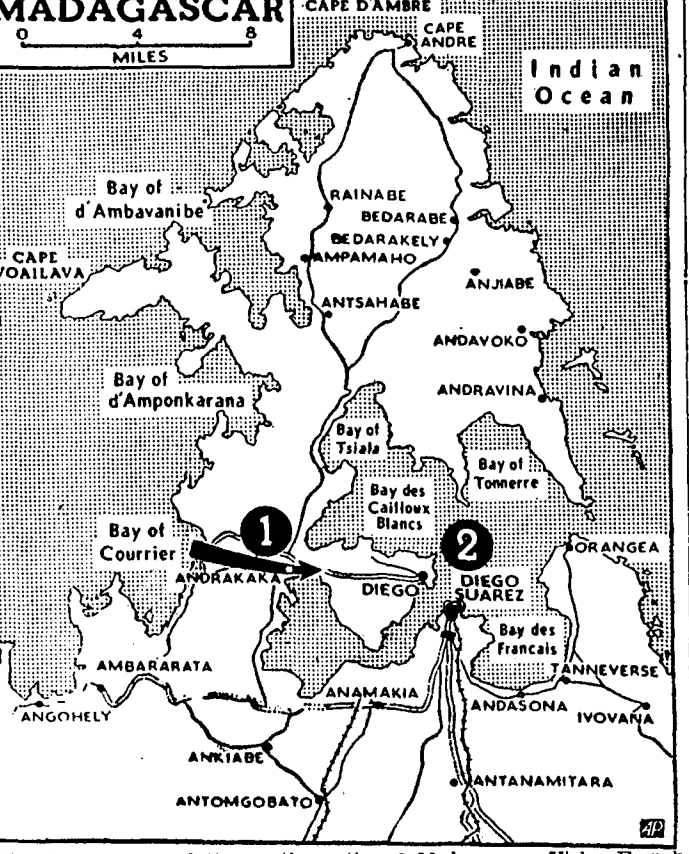 MADAGASCAR
0 4 8
MILES
CAPE D'AMBRE
CAPE
ANDRE
Indian
Ocean
Bay of
d'Ambavanibe
RAINABE
BEDARABE
BEDARAKELY
AMPAMAHO
CAPE
VOAILAVA
ANJIABE
ANTSAHABE
ANDAVOKO
Bay of
d'Amponkarana
ANDRAVINA
Bay of
Tsiala
Bay of
Tonnerre
Bay des
Cailloux
Blancs
1
2
Bay of
Courrier
ORANGEA
ANDRAKAKA
DIEGO
DIEGO
SUAREZ
Bay des
Francais
AMBARARATA
TANNEVERSE
ANAMAKIA
ANDASONA
ANGOHELY
IVOVANA
ANKIABE
ANTANAMITARA
ANTOMGOBATO
AP